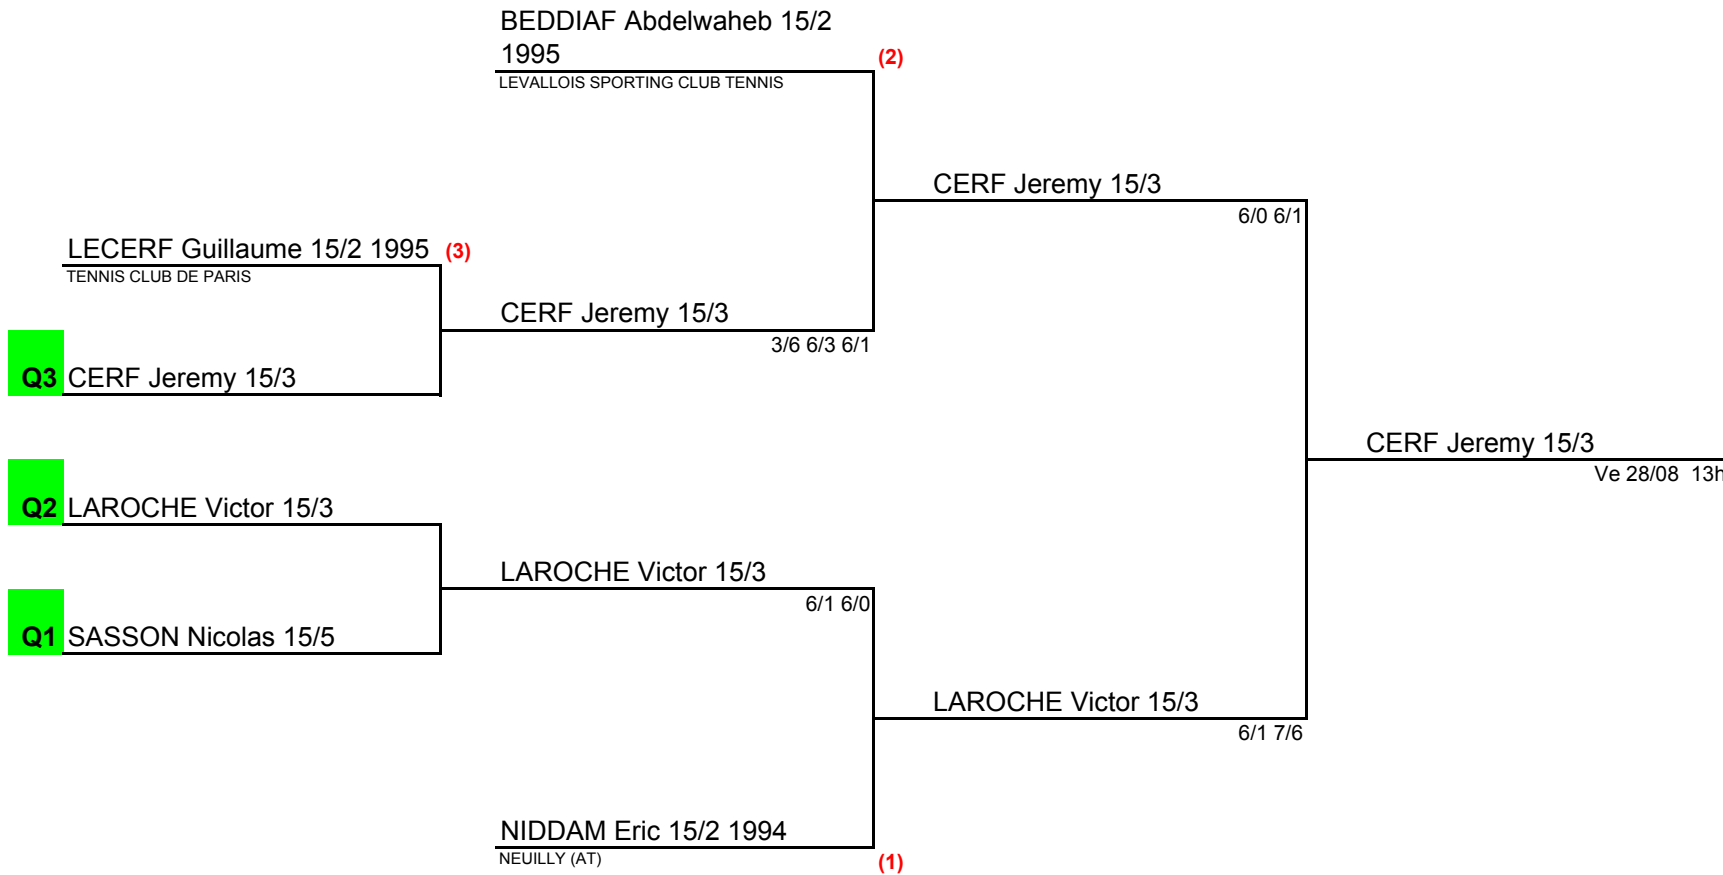 BEDDIAF Abdelwaheb 15/2
1995
(2)
LEVALLOIS SPORTING CLUB TENNIS
CERF Jeremy 15/3
6/0 6/1
LECERF Guillaume 15/2 1995 (3)
TENNIS CLUB DE PARIS
CERF Jeremy 15/3
3/6 6/3 6/1
Q3 CERF Jeremy 15/3
CERF Jeremy 15/3
Ve 28/08 13h
Q2 LAROCHE Victor 15/3
LAROCHE Victor 15/3
6/1 6/0
Q1 SASSON Nicolas 15/5
LAROCHE Victor 15/3
6/1 7/6
NIDDAM Eric 15/2 1994
NEUILLY (AT)
(1)